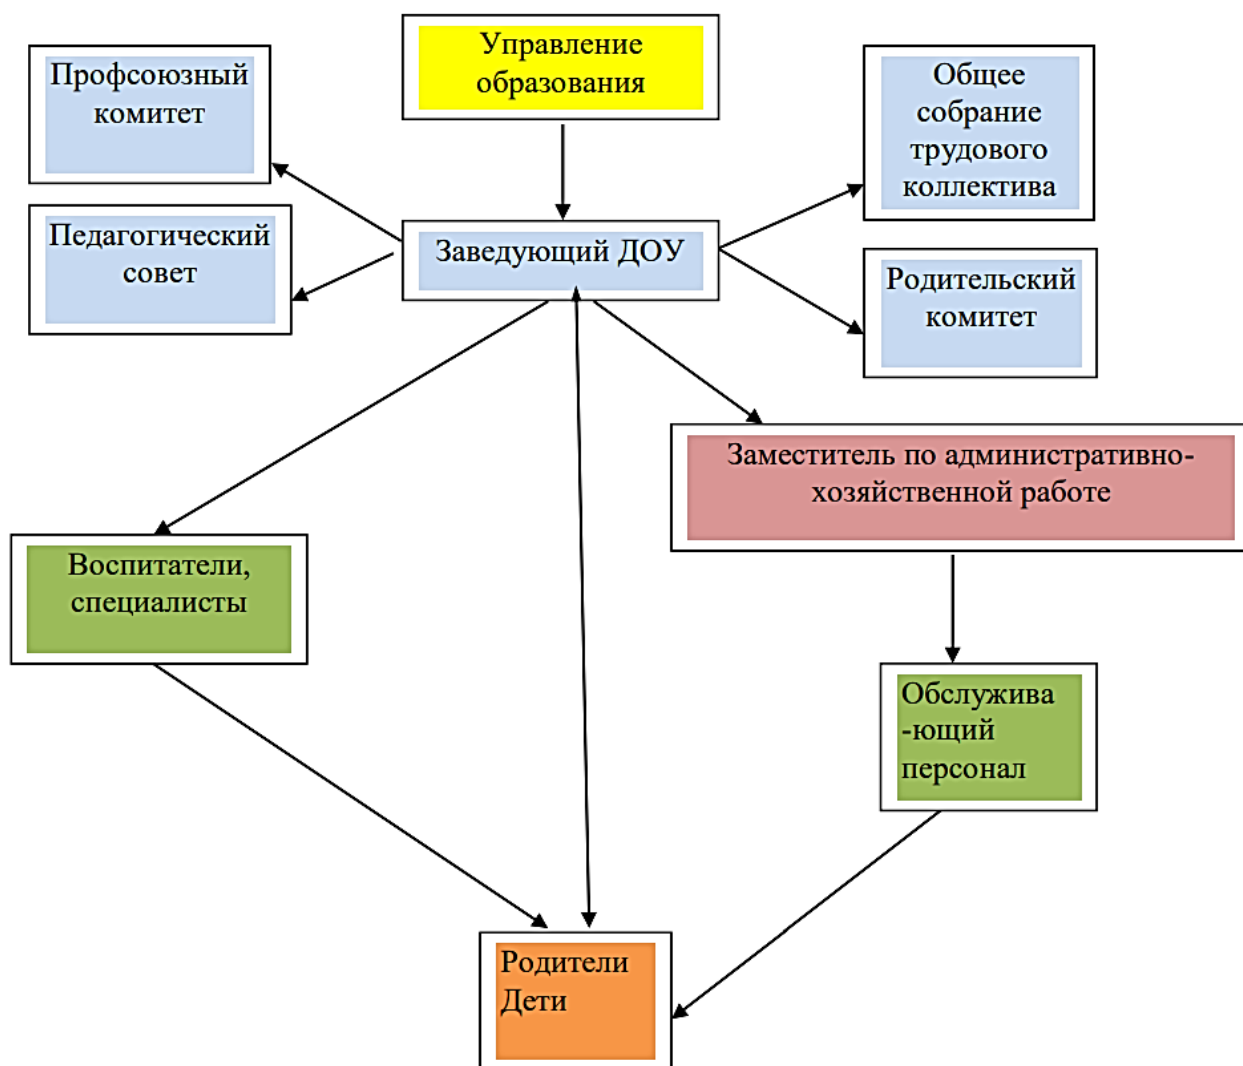 Управление
образования
Профсоюзный
комитет
Общее
собрание
трудового
коллектива
Педагогический
совет
Заведующий ДОУ
Родительский
комитет
Заместитель по административно-
хозяйственной работе
Воспитатели,
специалисты
Обслужива
-ющий
персонал
Родители
Дети